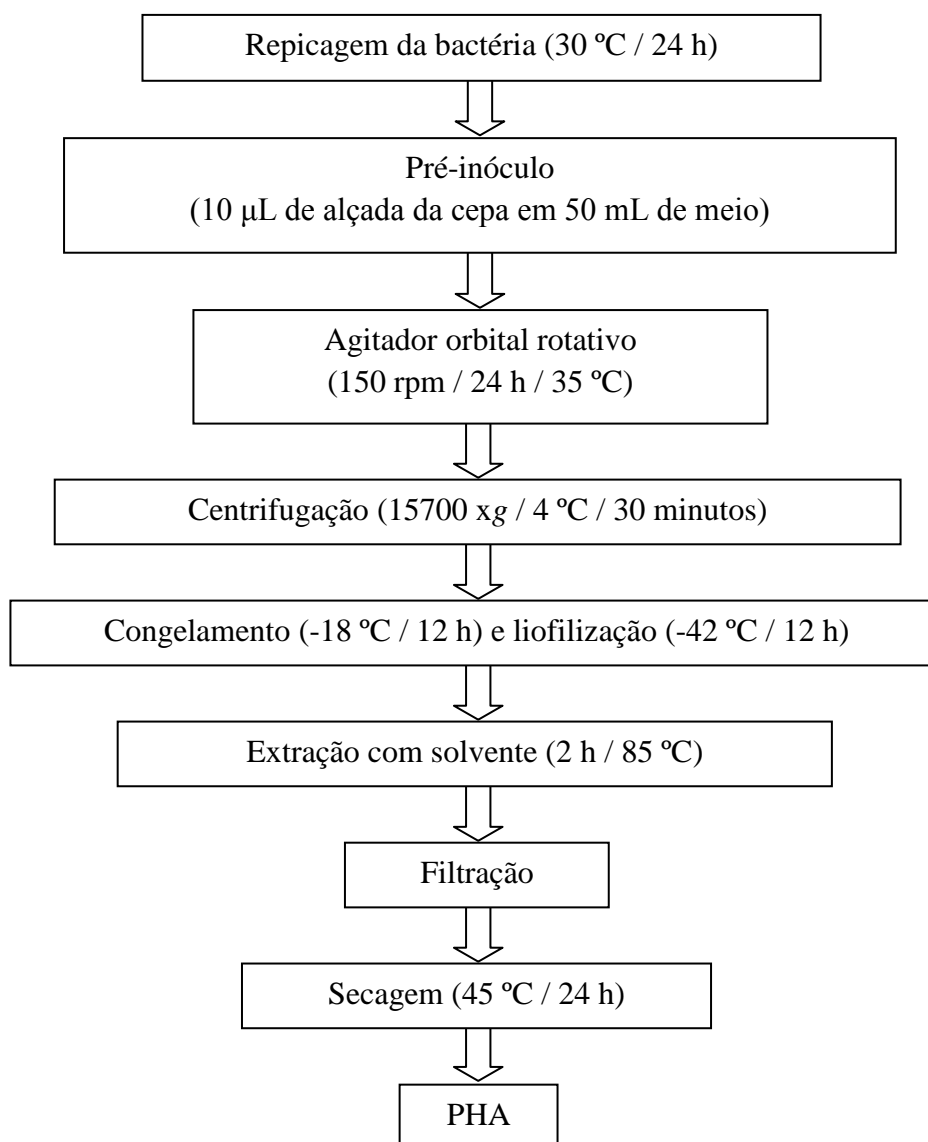 Repicagem da bactéria (30 ºC / 24 h)
Pré-inóculo
(10 μL de alçada da cepa em 50 mL de meio)
Agitador orbital rotativo
(150 rpm / 24 h / 35 ºC)
Centrifugação (15700 xg / 4 ºC / 30 minutos)
Congelamento (-18 ºC / 12 h) e liofilização (-42 ºC / 12 h)
Extração com solvente (2 h / 85 ºC)
Filtração
Secagem (45 ºC / 24 h)
PHA